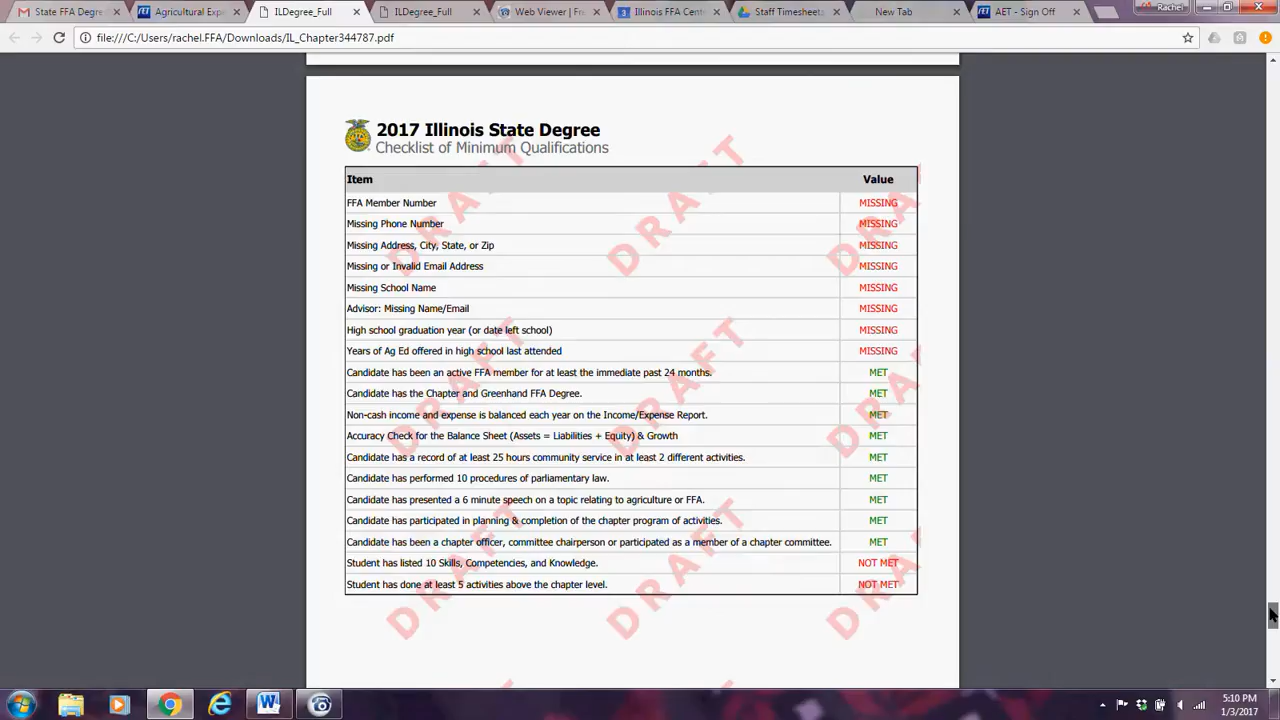 State FFA Degre
Agricultural Expe
ILDegree_Full
ILDegree_Full
Web Viewer | Fr
Illinois FFA Cent
Staff Timesheets
New Tab
AET - Sign Off
Rachel
file:///C:/Users/rachel.FFA/Downloads/IL_Chapter344787.pdf
2017 Illinois State Degree
Checklist of Minimum Qualifications
Item Value
FFA Member Number MISSING
Missing Phone Number MISSING
Missing Address, City, State, or Zip MISSING
Missing or Invalid Email Address MISSING
Missing School Name MISSING
Advisor: Missing Name/Email MISSING
High school graduation year (or date left school) MISSING
Years of Ag Ed offered in high school last attended MISSING
Candidate has been an active FFA member for at least the immediate past 24 months. MET
Candidate has the Chapter and Greenhand FFA Degree. MET
Non-cash income and expense is balanced each year on the Income/Expense Report. MET
Accuracy Check for the Balance Sheet (Assets = Liabilities + Equity) & Growth MET
Candidate has a record of at least 25 hours community service in at least 2 different activities. MET
Candidate has performed 10 procedures of parliamentary law. MET
Candidate has presented a 6 minute speech on a topic relating to agriculture or FFA. MET
Candidate has participated in planning & completion of the chapter program of activities. MET
Candidate has been a chapter officer, committee chairperson or participated as a member of a chapter committee. MET
Student has listed 10 Skills, Competencies, and Knowledge. NOT MET
Student has done at least 5 activities above the chapter level. NOT MET
DRAFT DRAFT DRAFT
DRAFT DRAFT DRAFT
DRAFT DRAFT DRAFT
5:10 PM
1/3/2017